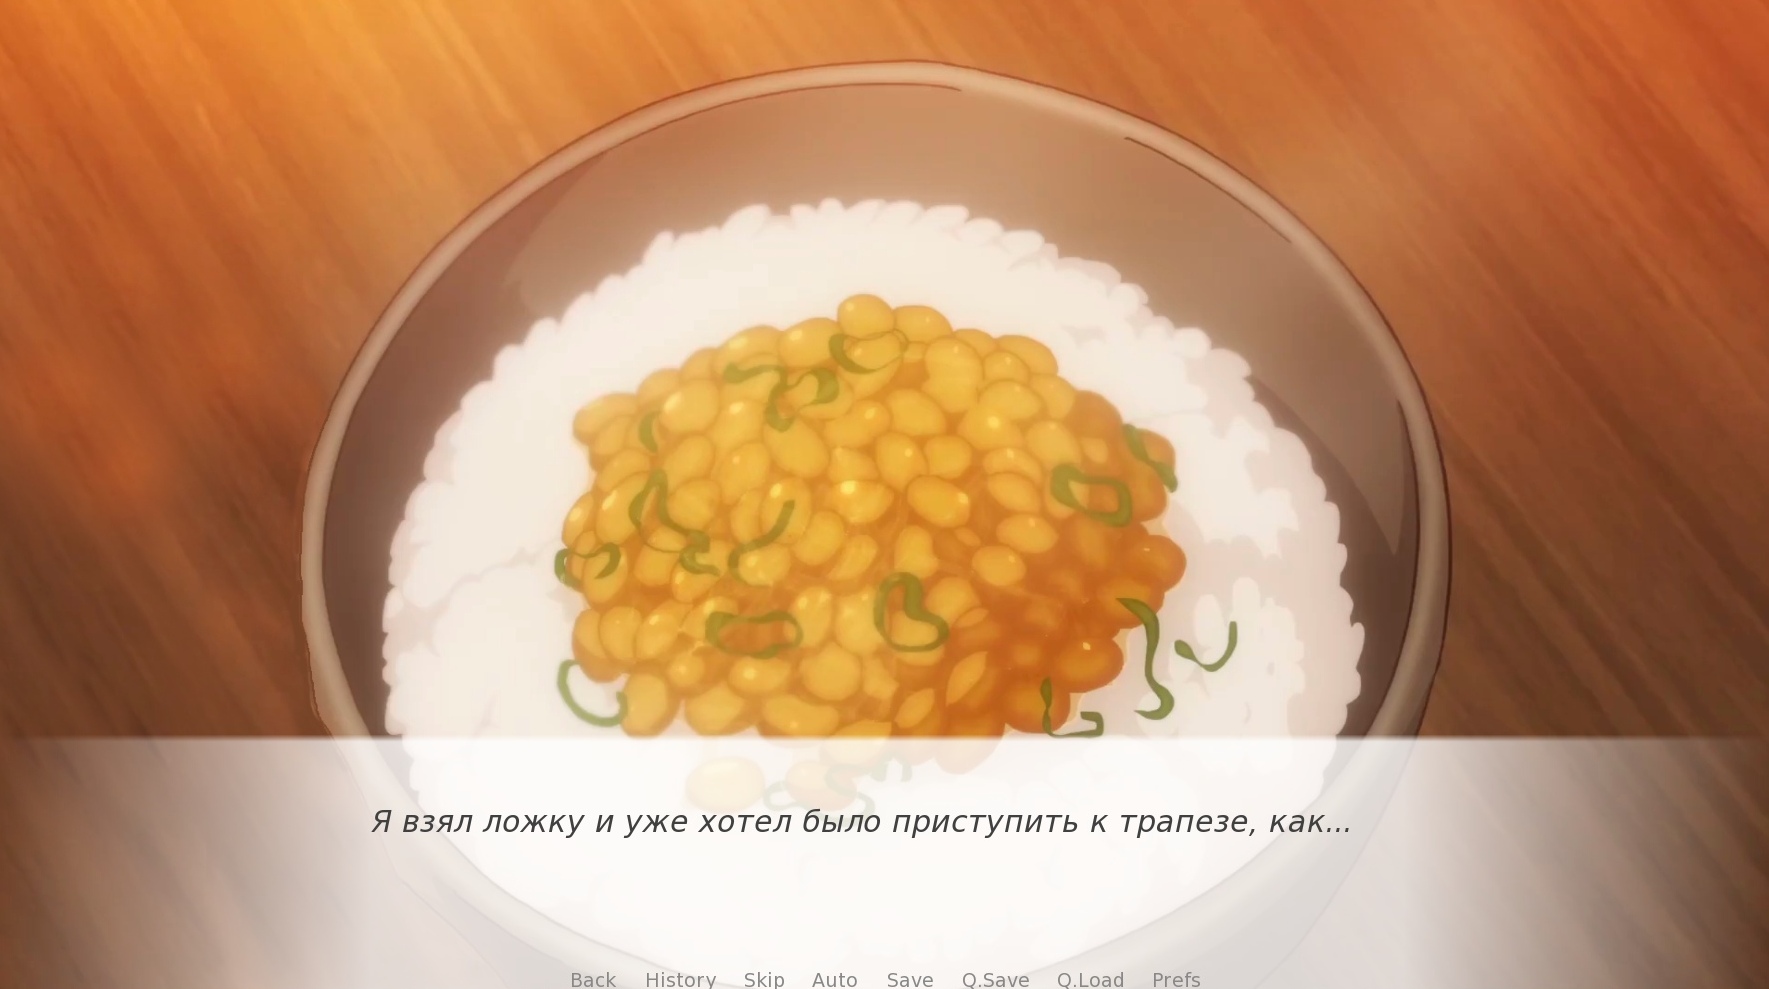 Я взял ложку и уже хотел было приступить к трапезе, как...
Back History Skip Auto Save Q.Save Q.Load Prefs